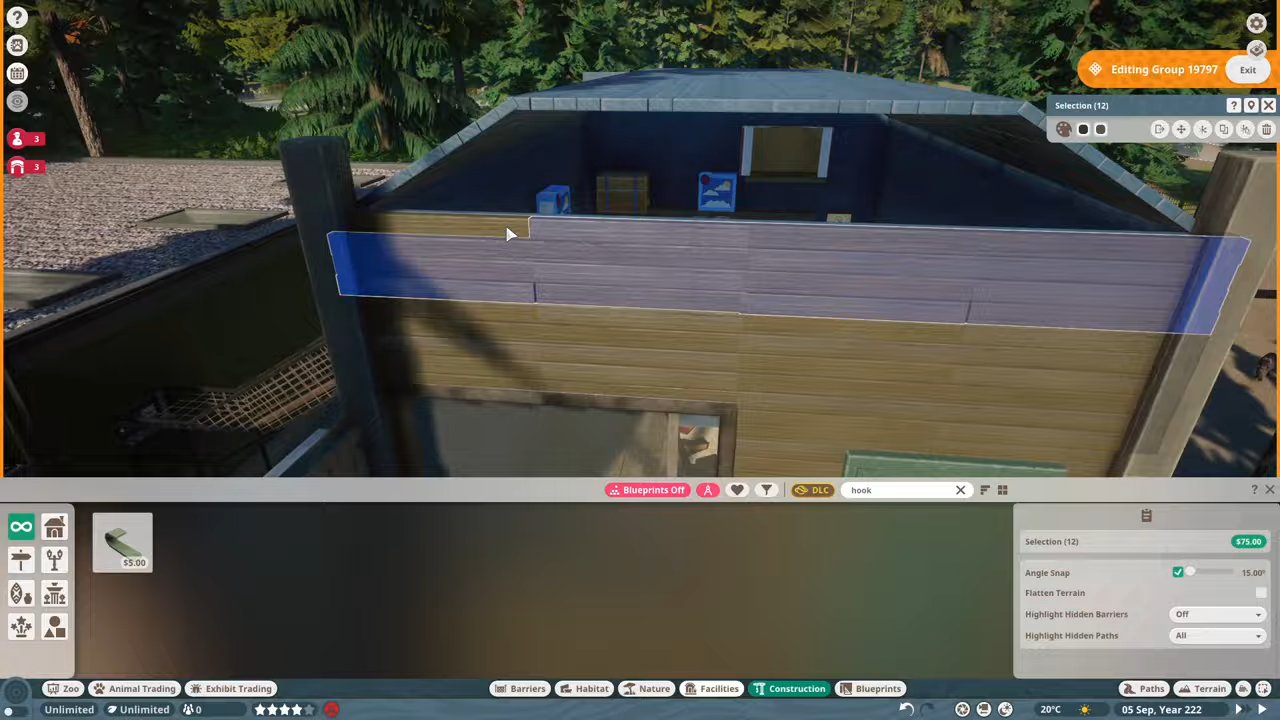 Editing Group 19797
Exit
Selection (12)
?
3
3
Blueprints Off
DLC
hook
?
$5.00
Selection (12)
$75.00
Angle Snap
15.00°
Flatten Terrain
Highlight Hidden Barriers
Off
Highlight Hidden Paths
All
Zoo
Animal Trading
Exhibit Trading
Barriers
Habitat
Nature
Facilities
Construction
Blueprints
Paths
Terrain
Unlimited
Unlimited
0
20°C
05 Sep, Year 222